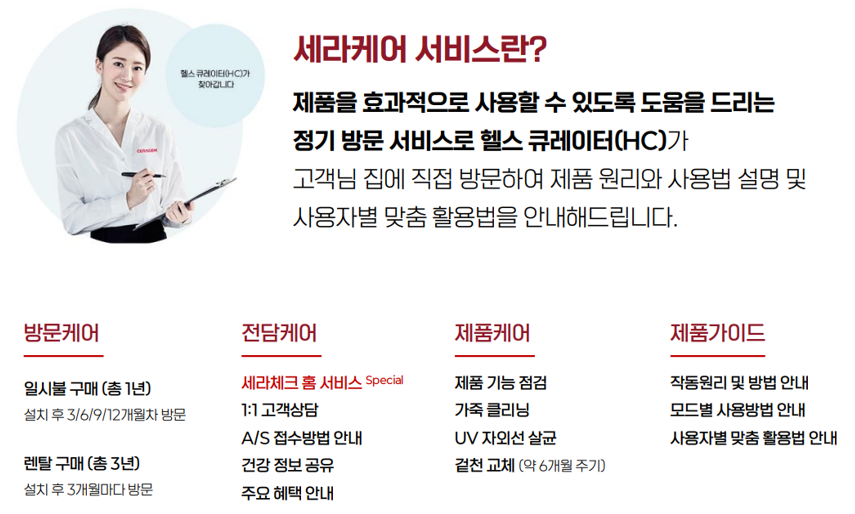 헬스 큐레이터(HC)가
찾아갑니다
CERAGEM
세라케어 서비스란?
제품을 효과적으로 사용할 수 있도록 도움을 드리는
정기 방문 서비스로 헬스 큐레이터(HC)가
고객님 집에 직접 방문하여 제품 원리와 사용법 설명 및
사용자별 맞춤 활용법을 안내해드립니다.
방문케어
일시불 구매 (총 1년)
설치 후 3/6/9/12개월차 방문
렌탈 구매 (총 3년)
설치 후 3개월마다 방문
전담케어
세라체크 홈 서비스 Special
1:1 고객상담
A/S 접수방법 안내
건강 정보 공유
주요 혜택 안내
제품케어
제품 기능 점검
가죽 클리닝
UV 자외선 살균
겉천 교체 (약 6개월 주기)
제품가이드
작동원리 및 방법 안내
모드별 사용방법 안내
사용자별 맞춤 활용법 안내